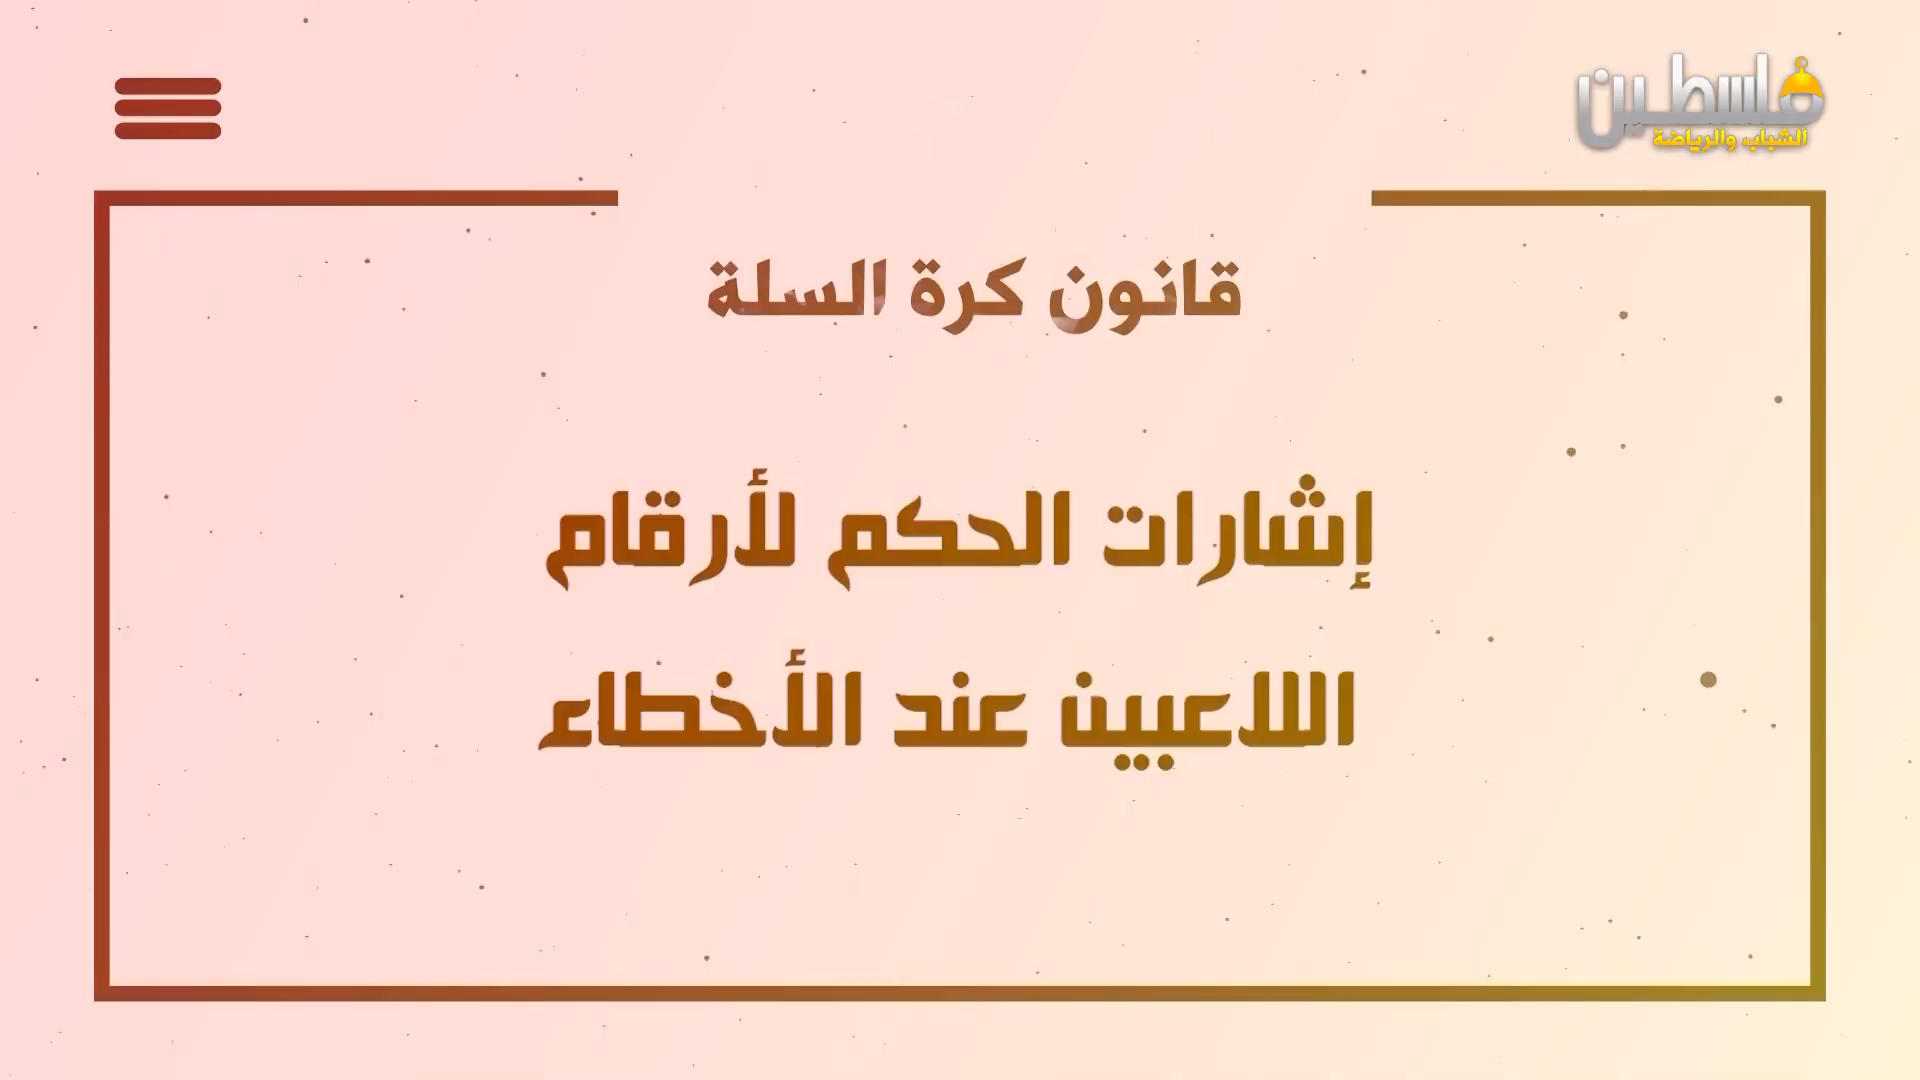 فلسطين
الشباب والرياضة
قانون كرة السلة
إشارات الحكم لأرقام
اللاعبين عند الأخطاء